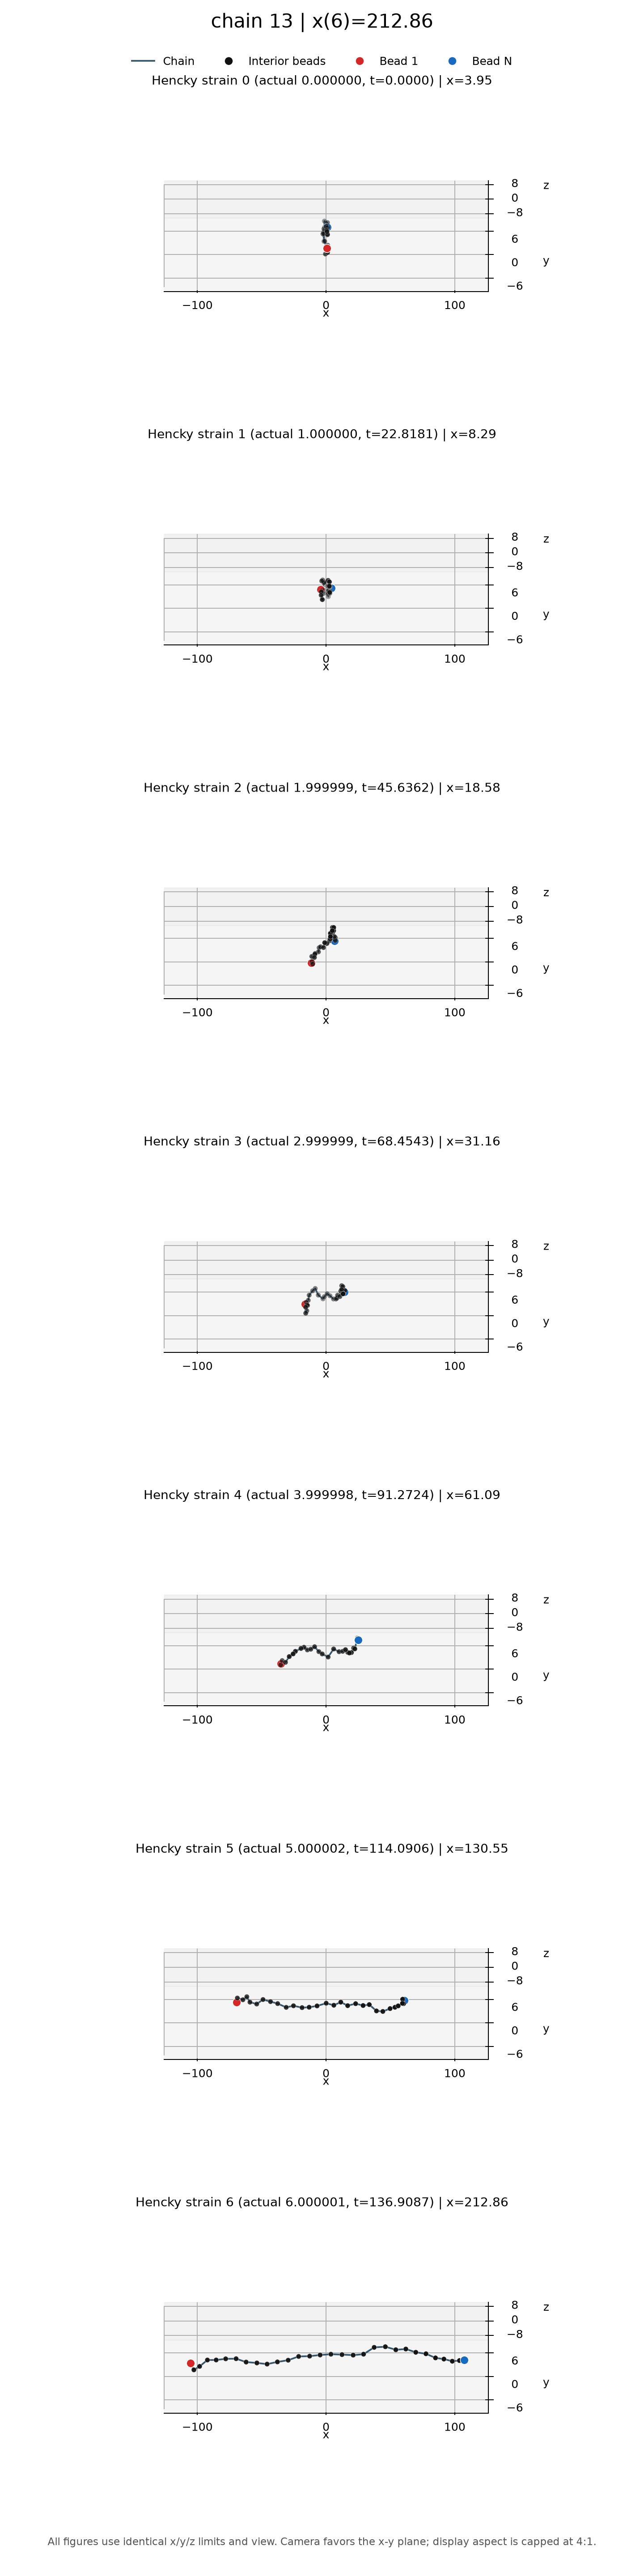 chain 13 | x(6)=212.86
Chain Interior beads Bead 1 Bead N
Hencky strain 0 (actual 0.000000, t=0.0000) | x=3.95
8 z
0
−8
6
0 y
−6
−100 0 100
x
Hencky strain 1 (actual 1.000000, t=22.8181) | x=8.29
8 z
0
−8
6
0 y
−6
−100 0 100
x
Hencky strain 2 (actual 1.999999, t=45.6362) | x=18.58
8 z
0
−8
6
0 y
−6
−100 0 100
x
Hencky strain 3 (actual 2.999999, t=68.4543) | x=31.16
8 z
0
−8
6
0 y
−6
−100 0 100
x
Hencky strain 4 (actual 3.999998, t=91.2724) | x=61.09
8 z
0
−8
6
0 y
−6
−100 0 100
x
Hencky strain 5 (actual 5.000002, t=114.0906) | x=130.55
8 z
0
−8
6
0 y
−6
−100 0 100
x
Hencky strain 6 (actual 6.000001, t=136.9087) | x=212.86
8 z
0
−8
6
0 y
−6
−100 0 100
x
All figures use identical x/y/z limits and view. Camera favors the x-y plane; display aspect is capped at 4:1.